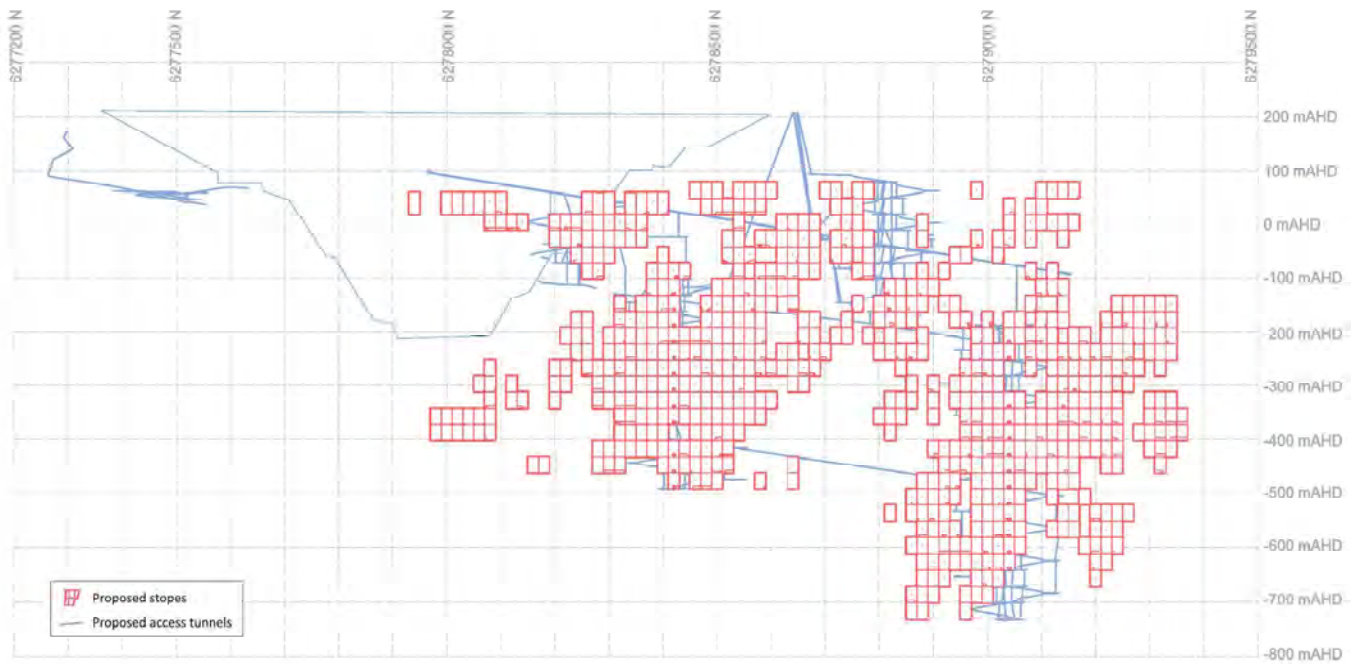 6277200 N
6277500 N
6278000 N
6278500 N
6279000 N
6279500 N
200 mAHD
100 mAHD
0 mAHD
-100 mAHD
200 mAHD
-300 mAHD
-400 mAHD
-500 mAHD
-600 mAHD
-700 mAHD
-800 mAHD
Proposed stopes
Proposed access tunnels